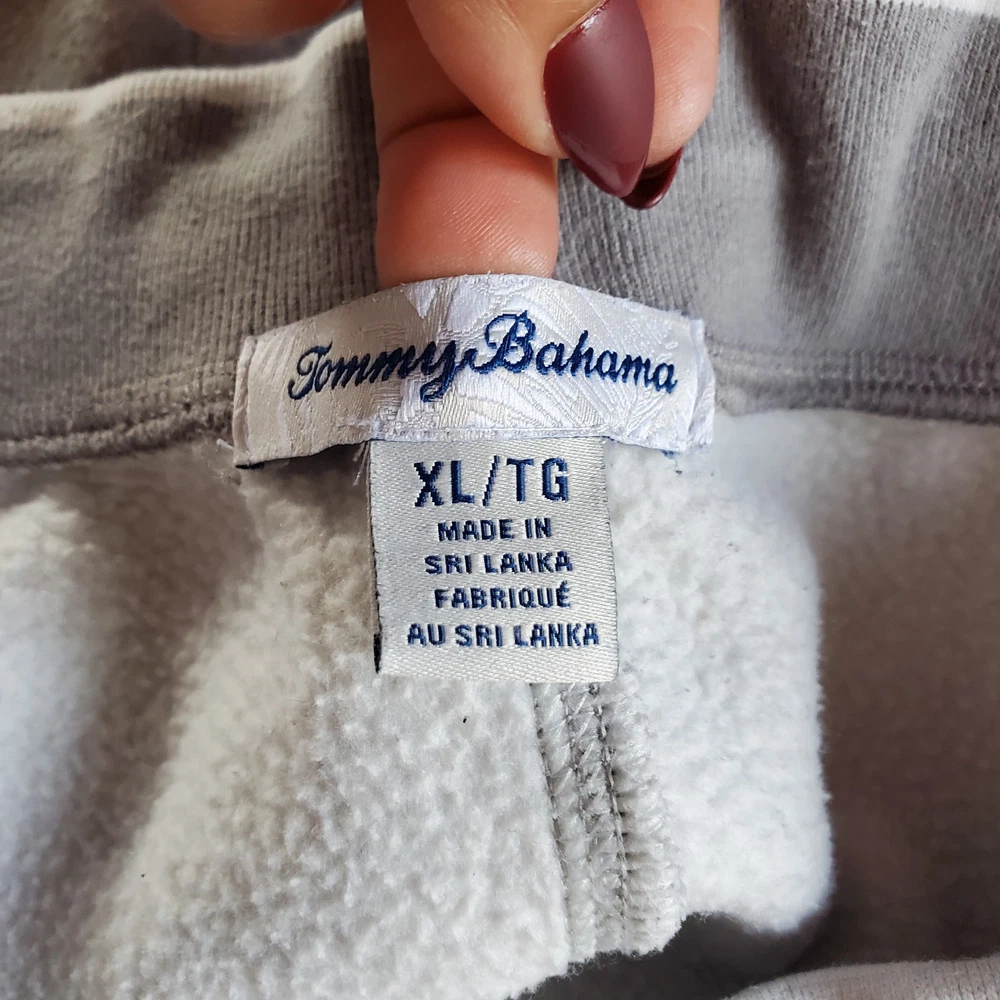 Tommy Bahama
XL/TG
MADE IN
SRI LANKA
FABRIQUÉ
AU SRI LANKA